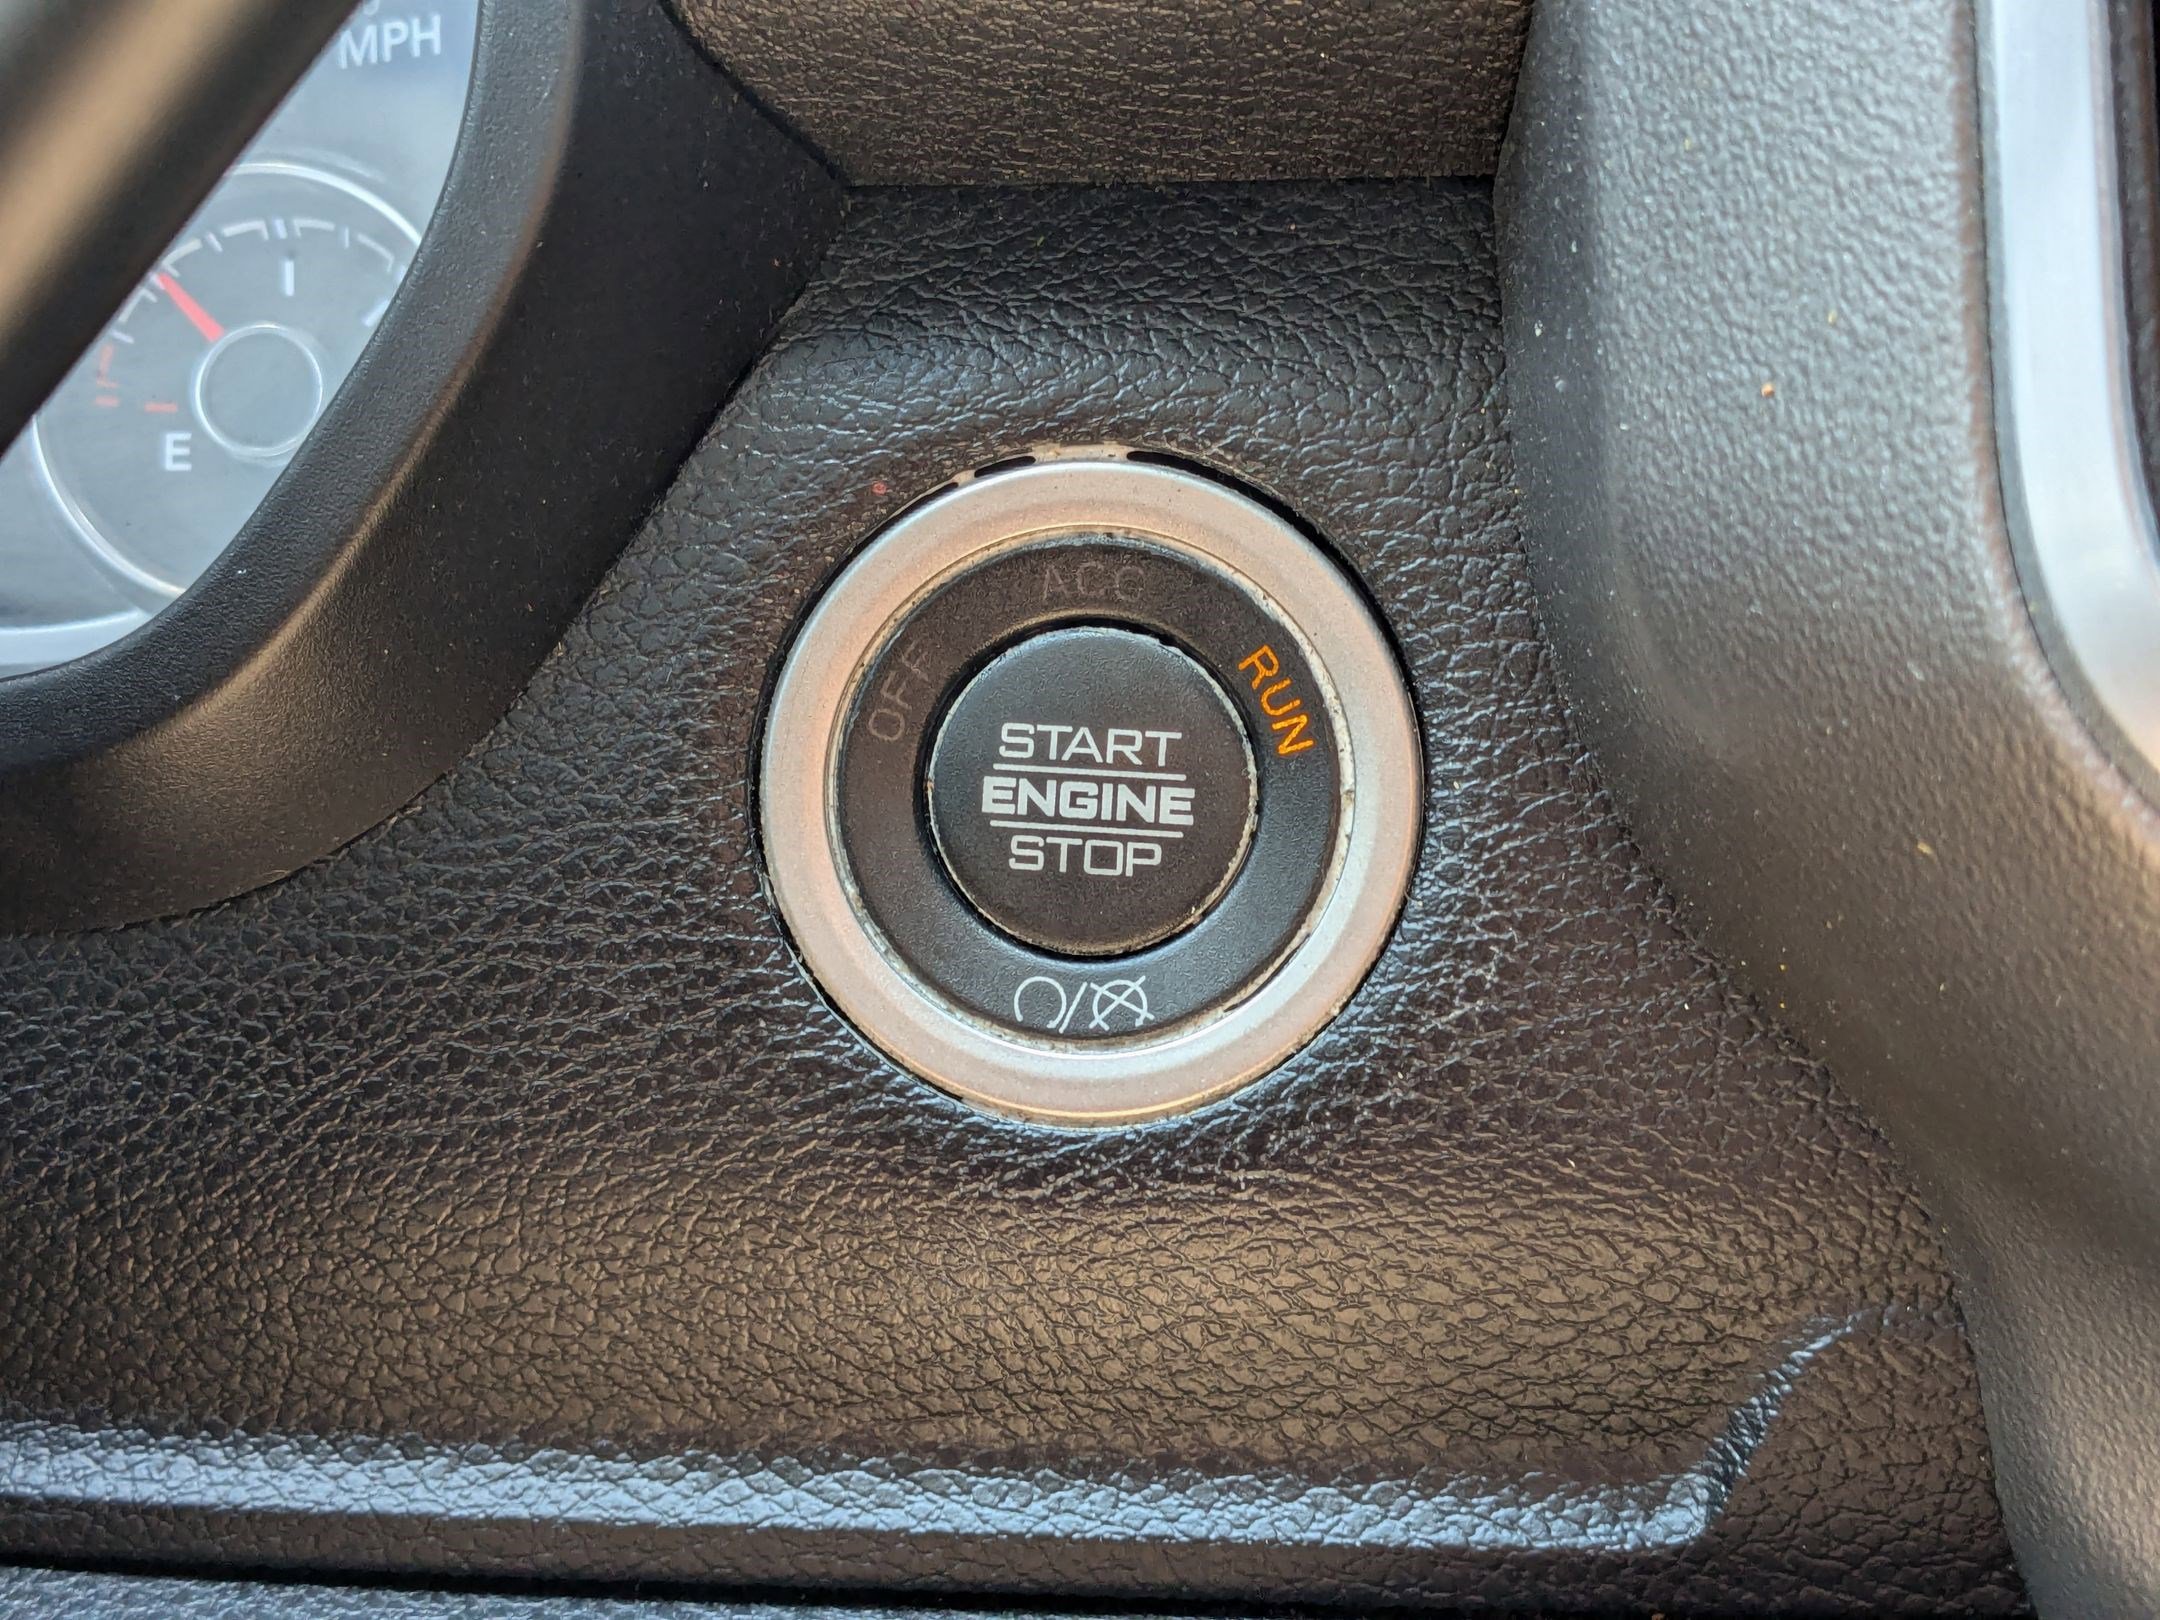 MPH
E
ACC
OFF
RUN
START
ENGINE
STOP